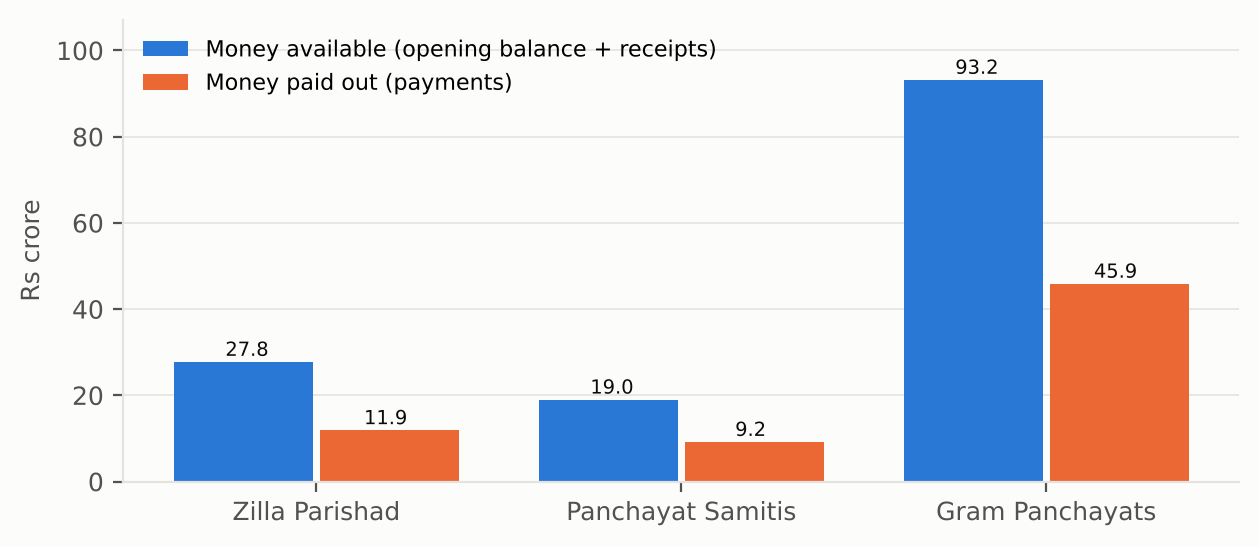 Rs crore
100
80
60
40
20
0
Money available (opening balance + receipts)
Money paid out (payments)
27.8
11.9
19.0
9.2
93.2
45.9
Zilla Parishad
Panchayat Samitis
Gram Panchayats